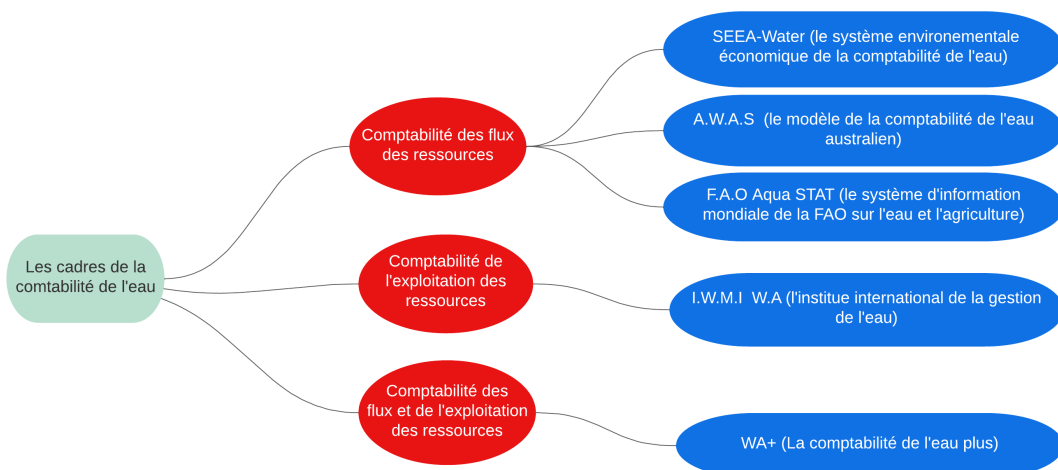 SEEA-Water (le système environementale
économique de la comptabilité de l'eau)
A.W.A.S (le modèle de la comptabilité de l'eau
australien)
Comptabilité des flux
des ressources
F.A.O Aqua STAT (le système d'information
mondiale de la FAO sur l'eau et l'agriculture)
Les cadres de la
comtabilité de l'eau
Comptabilité de
l'exploitation des
ressources
I.W.M.I W.A (l'institue international de la gestion
de l'eau)
Comptabilité des
flux et de l'exploitation
des ressources
WA+ (La comptabilité de l'eau plus)